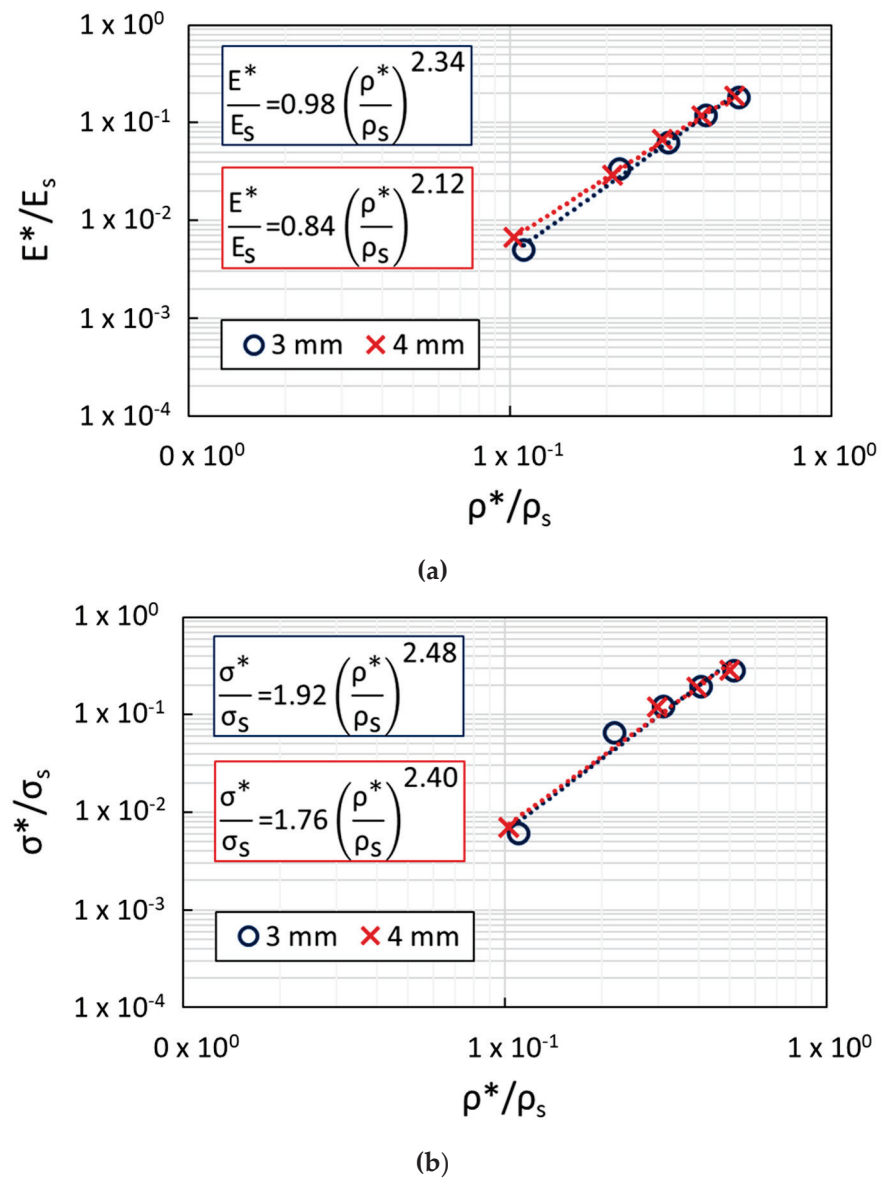 1 x 10⁰
1 x 10⁻¹
1 x 10⁻²
1 x 10⁻³
1 x 10⁻⁴
E*/Eₛ
E*/Eₛ=0.98(ρ*/ρₛ)^2.34
E*/Eₛ=0.84(ρ*/ρₛ)^2.12
3 mm 4 mm
0 x 10⁰ 1 x 10⁻¹ 1 x 10⁰
ρ*/ρₛ
(a)
1 x 10⁰
1 x 10⁻¹
1 x 10⁻²
1 x 10⁻³
1 x 10⁻⁴
σ*/σₛ
σ*/σₛ=1.92(ρ*/ρₛ)^2.48
σ*/σₛ=1.76(ρ*/ρₛ)^2.40
3 mm 4 mm
0 x 10⁰ 1 x 10⁻¹ 1 x 10⁰
ρ*/ρₛ
(b)